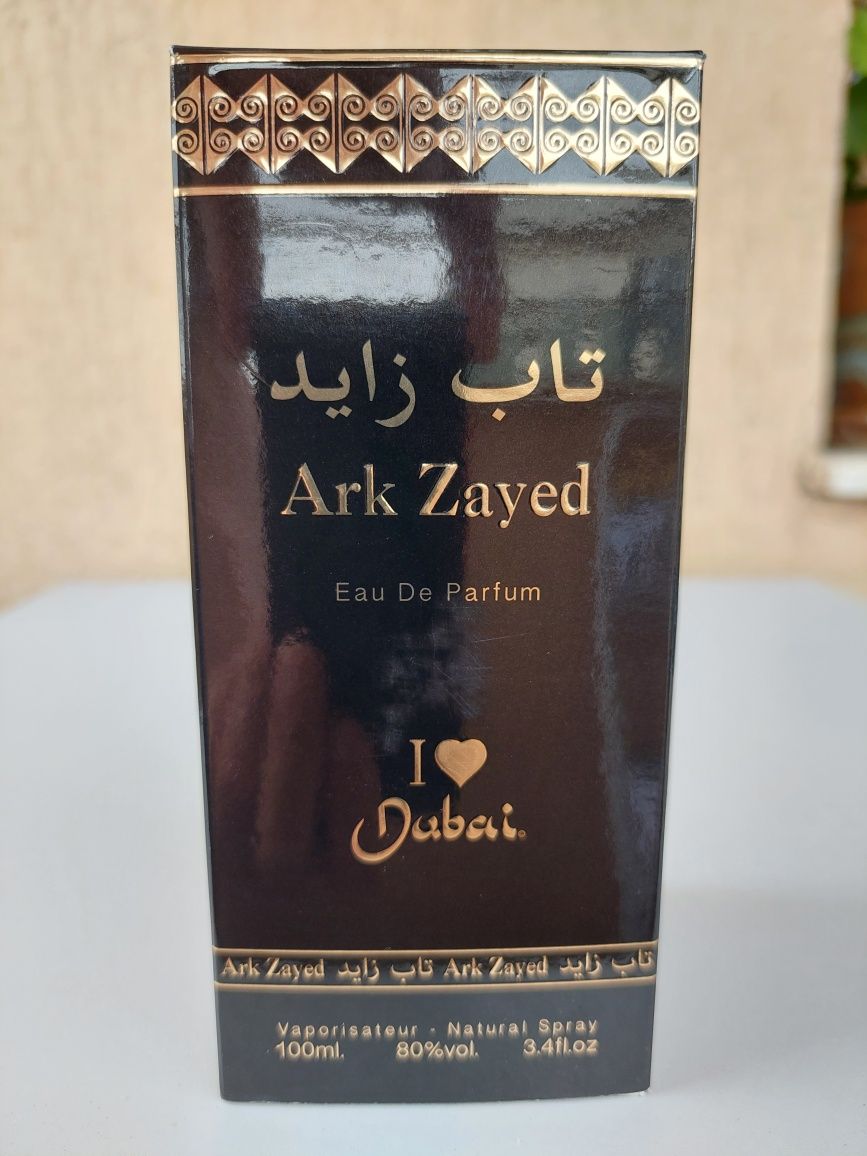 تاب زايد
Ark Zayed
Eau De Parfum
I ♥
Dubai
Ark Zayed تاب زايد Ark Zayed تاب زايد
Vaporisateur - Natural Spray
100ml. 80%vol. 3.4fl.oz